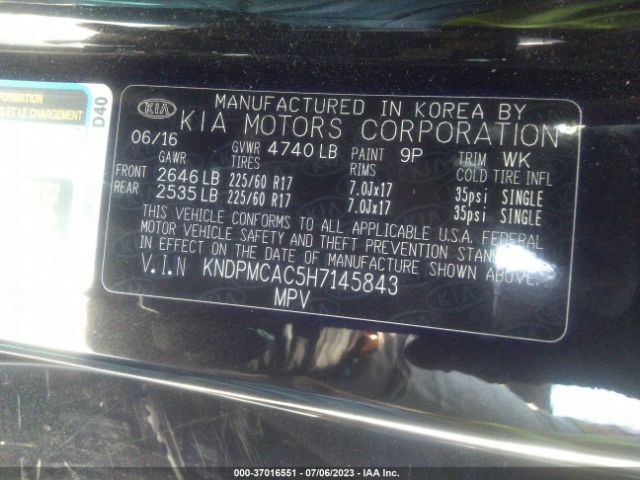 FORMATION
S ET LE CHARGEMENT
D40
KIA
MANUFACTURED IN KOREA BY
KIA MOTORS CORPORATION
06/16 GVWR 4740 LB PAINT 9P TRIM WK
GAWR TIRES RIMS COLD TIRE INFL
FRONT 2646 LB 225/60 R17 7.0Jx17 35psi SINGLE
REAR 2535 LB 225/60 R17 7.0Jx17 35psi SINGLE
THIS VEHICLE CONFORMS TO ALL APPLICABLE U.S.A. FEDERAL
MOTOR VEHICLE SAFETY AND THEFT PREVENTION STANDARDS
IN EFFECT ON THE DATE OF MANUFACTURE SHOWN ABOVE.
V.I.N KNDPMCAC5H7145843
MPV
000-37016551 / 07/06/2023 - IAA Inc.